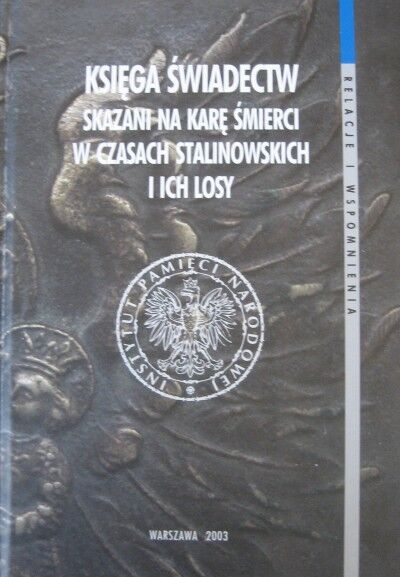 KSIĘGA ŚWIADECTW
SKAZANI NA KARĘ ŚMIERCI
W CZASACH STALINOWSKICH
I ICH LOSY
RELACJE I WSPOMNIENIA
INSTYTUT PAMIĘCI NARODOWEJ
WARSZAWA 2003